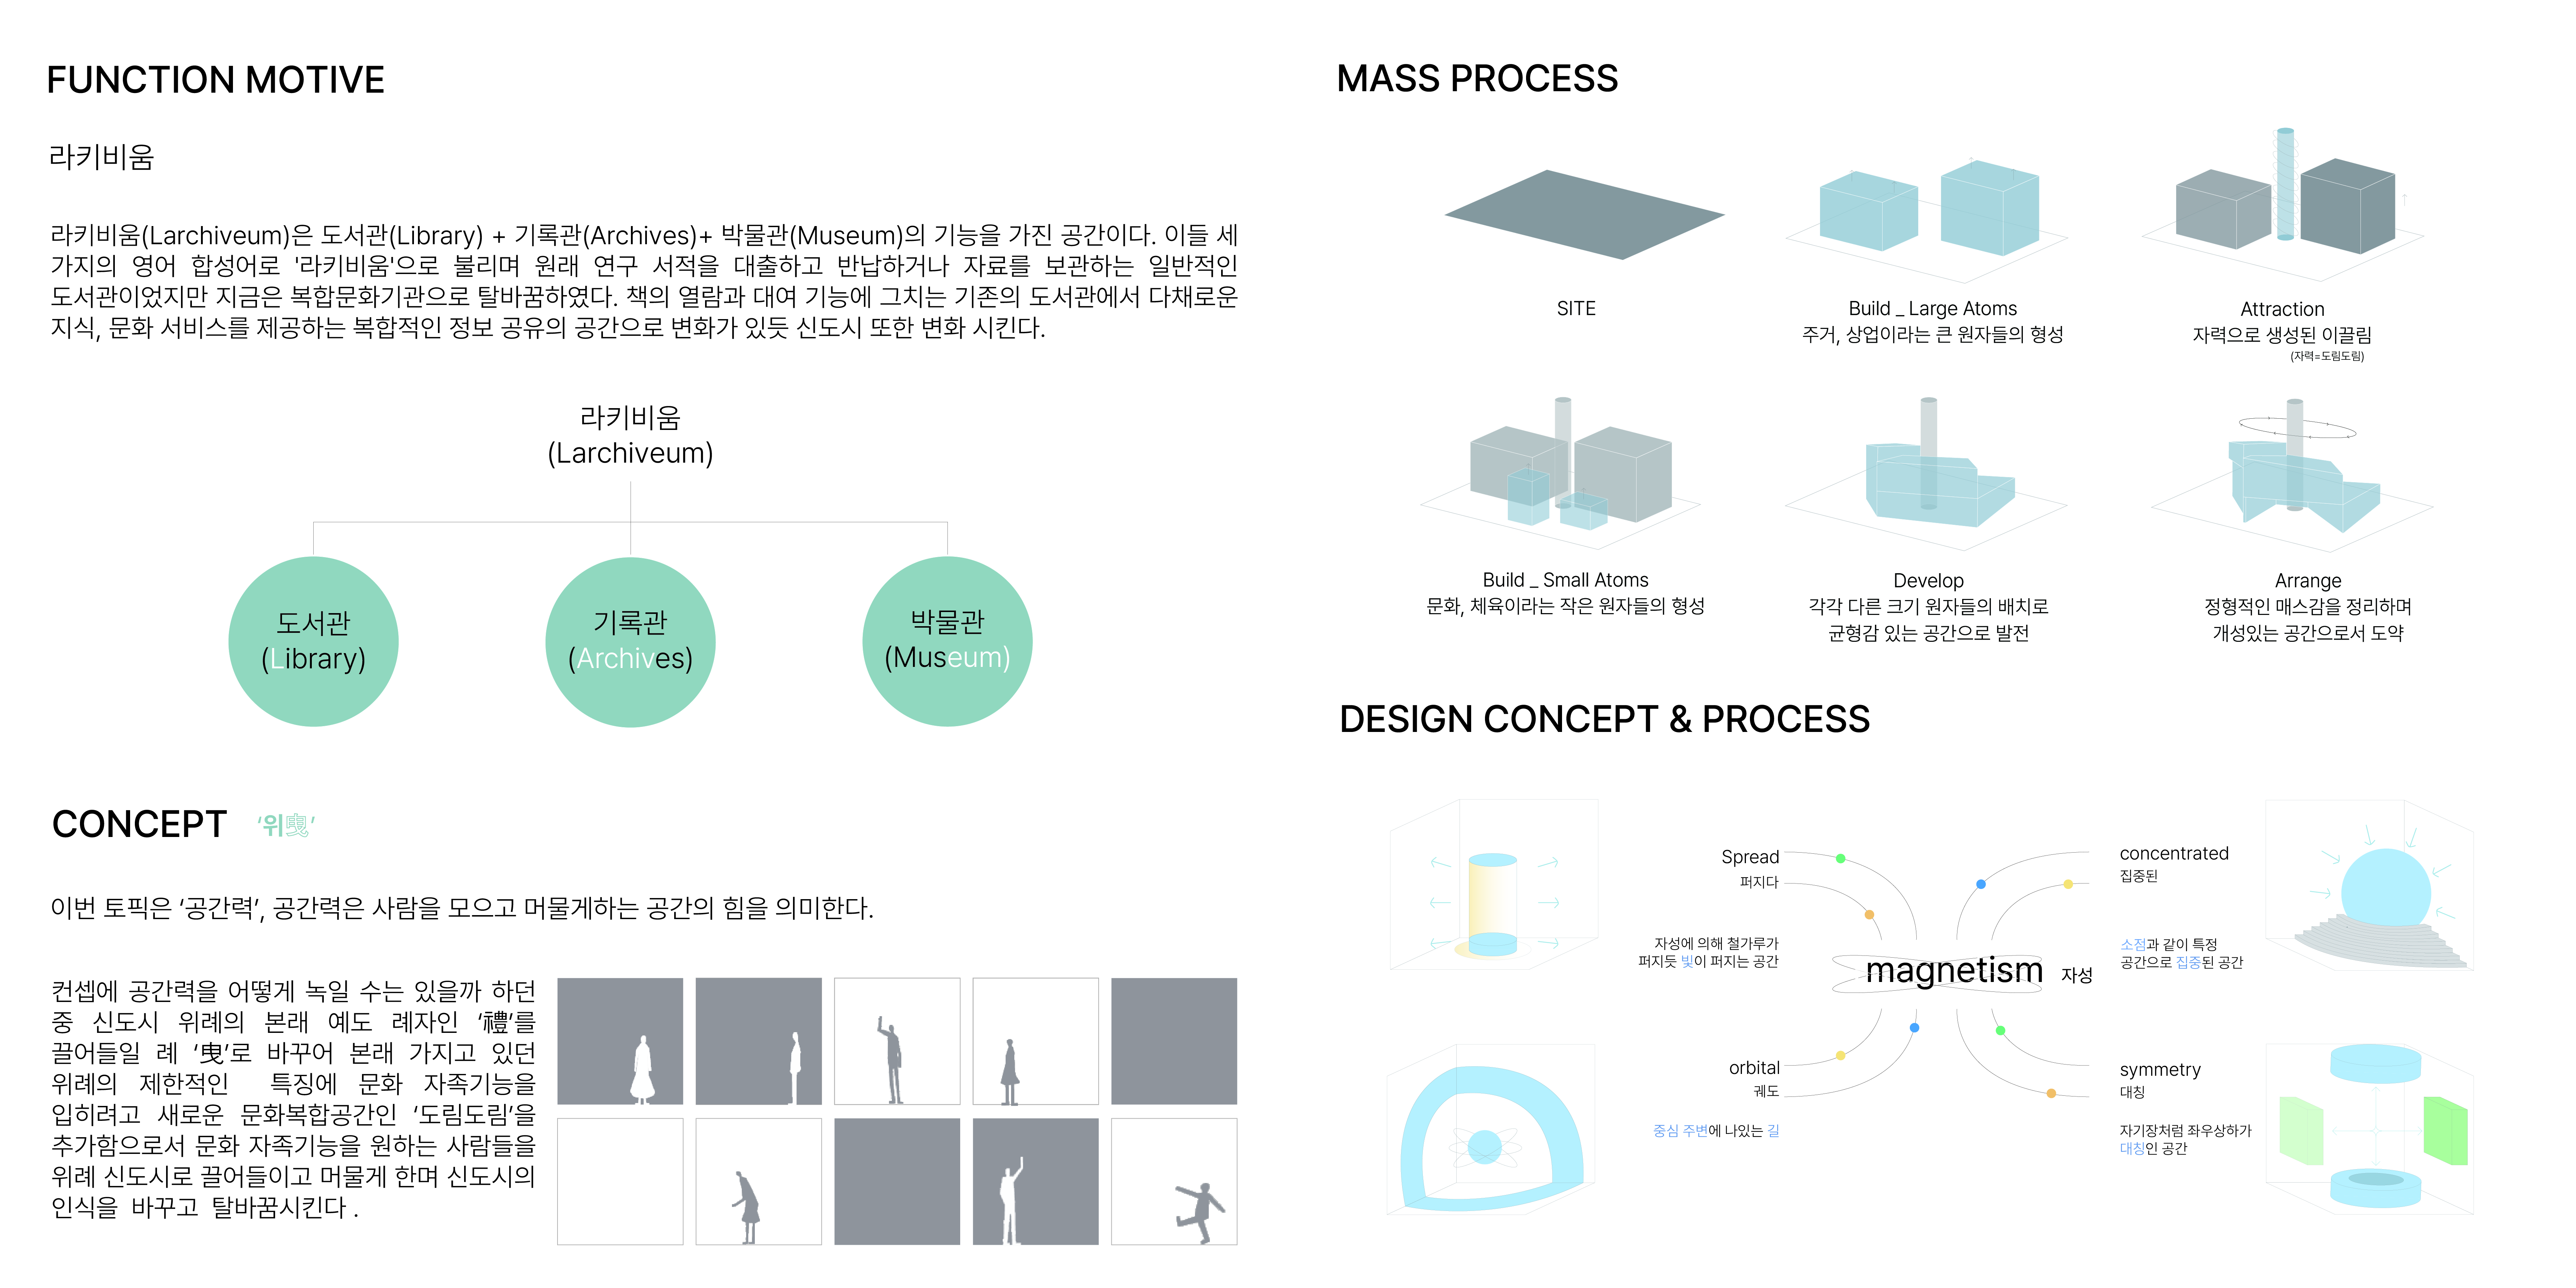 FUNCTION MOTIVE
라키비움
라키비움(Larchiveum)은 도서관(Library) + 기록관(Archives)+ 박물관(Museum)의 기능을 가진 공간이다. 이들 세
가지의 영어 합성어로 '라키비움'으로 불리며 원래 연구 서적을 대출하고 반납하거나 자료를 보관하는 일반적인
도서관이었지만 지금은 복합문화기관으로 탈바꿈하였다. 책의 열람과 대여 기능에 그치는 기존의 도서관에서 다채로운
지식, 문화 서비스를 제공하는 복합적인 정보 공유의 공간으로 변화가 있듯 신도시 또한 변화 시킨다.
라키비움
(Larchiveum)
도서관
(Library)
기록관
(Archives)
박물관
(Museum)
CONCEPT ‘위曳’
이번 토픽은 ‘공간력’, 공간력은 사람을 모으고 머물게하는 공간의 힘을 의미한다.
컨셉에 공간력을 어떻게 녹일 수는 있을까 하던
중 신도시 위례의 본래 예도 례자인 ‘禮’를
끌어들일 례 ‘曳’로 바꾸어 본래 가지고 있던
위례의 제한적인 특징에 문화 자족기능을
입히려고 새로운 문화복합공간인 ‘도림도림’을
추가함으로서 문화 자족기능을 원하는 사람들을
위례 신도시로 끌어들이고 머물게 한며 신도시의
인식을 바꾸고 탈바꿈시킨다 .
MASS PROCESS
SITE
Build _ Large Atoms
주거, 상업이라는 큰 원자들의 형성
Attraction
자력으로 생성된 이끌림
(자력=도림도림)
Build _ Small Atoms
문화, 체육이라는 작은 원자들의 형성
Develop
각각 다른 크기 원자들의 배치로
균형감 있는 공간으로 발전
Arrange
정형적인 매스감을 정리하며
개성있는 공간으로서 도약
DESIGN CONCEPT & PROCESS
Spread
퍼지다
자성에 의해 철가루가
퍼지듯 빛이 퍼지는 공간
concentrated
집중된
소점과 같이 특정
공간으로 집중된 공간
magnetism 자성
orbital
궤도
중심 주변에 나있는 길
symmetry
대칭
자기장처럼 좌우상하가
대칭인 공간